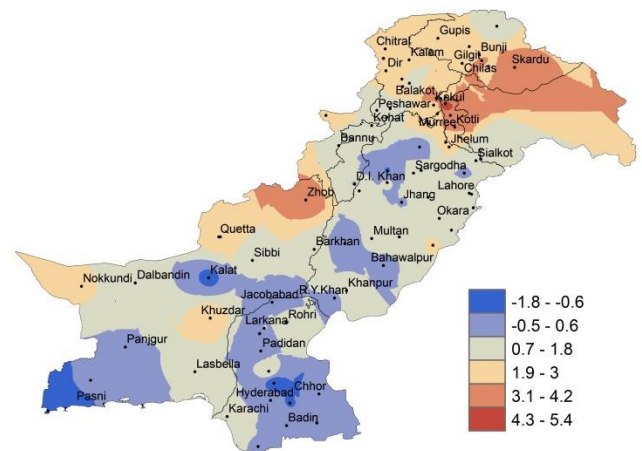 Gupis
Chitral
Kalam
Bunji
Gilgit
Dir
Chilas
Skardu
Balakot
Kakul
Peshawar
Kohat
Murree
Kotli
Bannu
Jhelum
Sialkot
Sargodha
D.I. Khan
Lahore
Zhob
Jhang
Okara
Quetta
Barkhan
Multan
Sibbi
Bahawalpur
Kalat
Nokkundi
Dalbandin
Khanpur
R.Y.Khan
Jacobabad
Khuzdar
Larkana
Rohri
Panjgur
Padidan
Lasbella
Pasni
Hyderabad
Chhor
Karachi
Badin
-1.8 - -0.6
-0.5 - 0.6
0.7 - 1.8
1.9 - 3
3.1 - 4.2
4.3 - 5.4